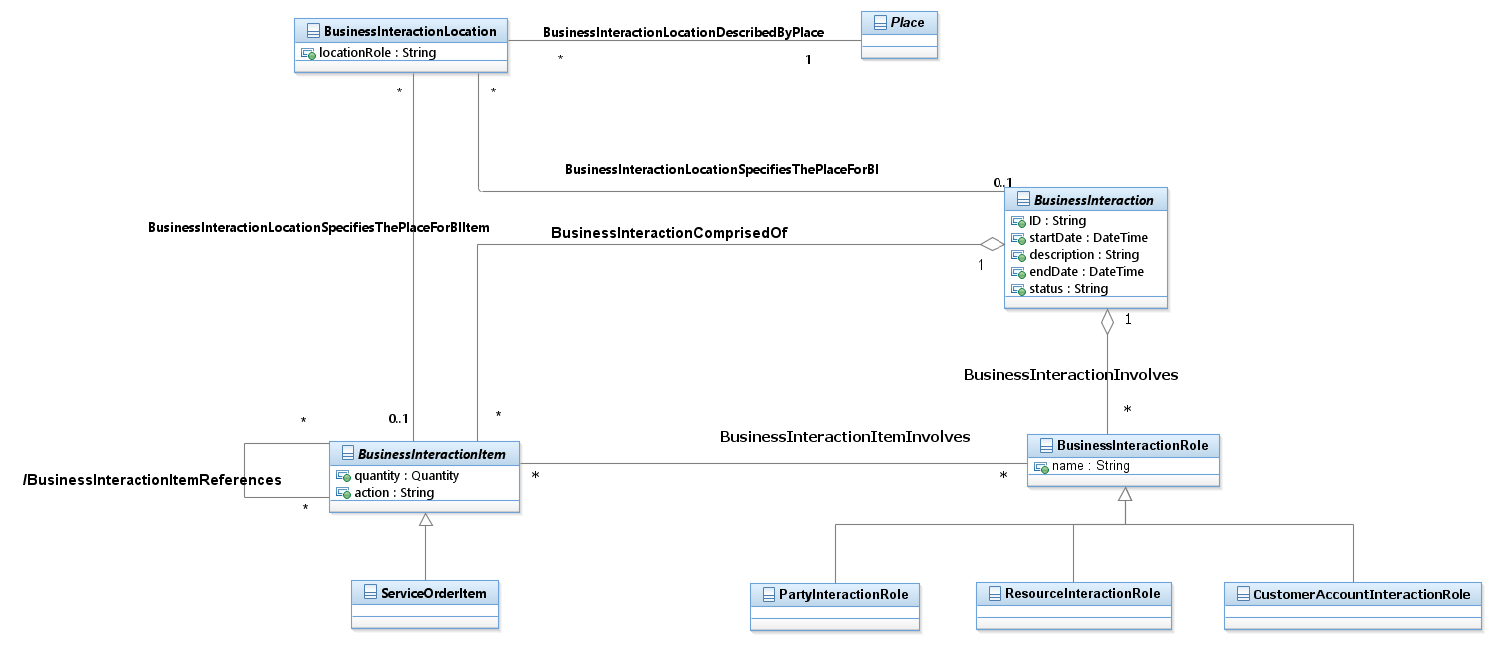 BusinessInteractionLocation
locationRole : String
BusinessInteractionLocationDescribedByPlace
*
1
Place
*
*
BusinessInteractionLocationSpecifiesThePlaceForBI
0..1
BusinessInteraction
ID : String
startDate : DateTime
description : String
endDate : DateTime
status : String
BusinessInteractionLocationSpecifiesThePlaceForBIItem
BusinessInteractionComprisedOf
1
1
BusinessInteractionInvolves
*
*
0..1
*
BusinessInteractionItem
quantity : Quantity
action : String
/BusinessInteractionItemReferences
*
BusinessInteractionItemInvolves
*
*
BusinessInteractionRole
name : String
ServiceOrderItem
PartyInteractionRole
ResourceInteractionRole
CustomerAccountInteractionRole